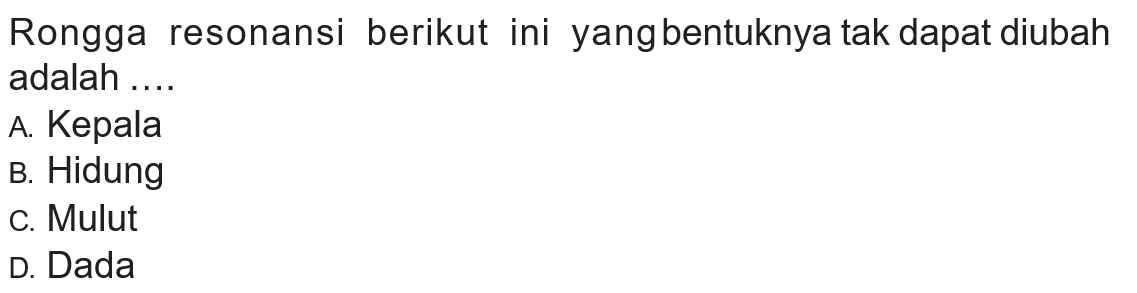 Rongga resonansi berikut ini yang bentuknya tak dapat diubah
adalah ....
A. Kepala
B. Hidung
C. Mulut
D. Dada